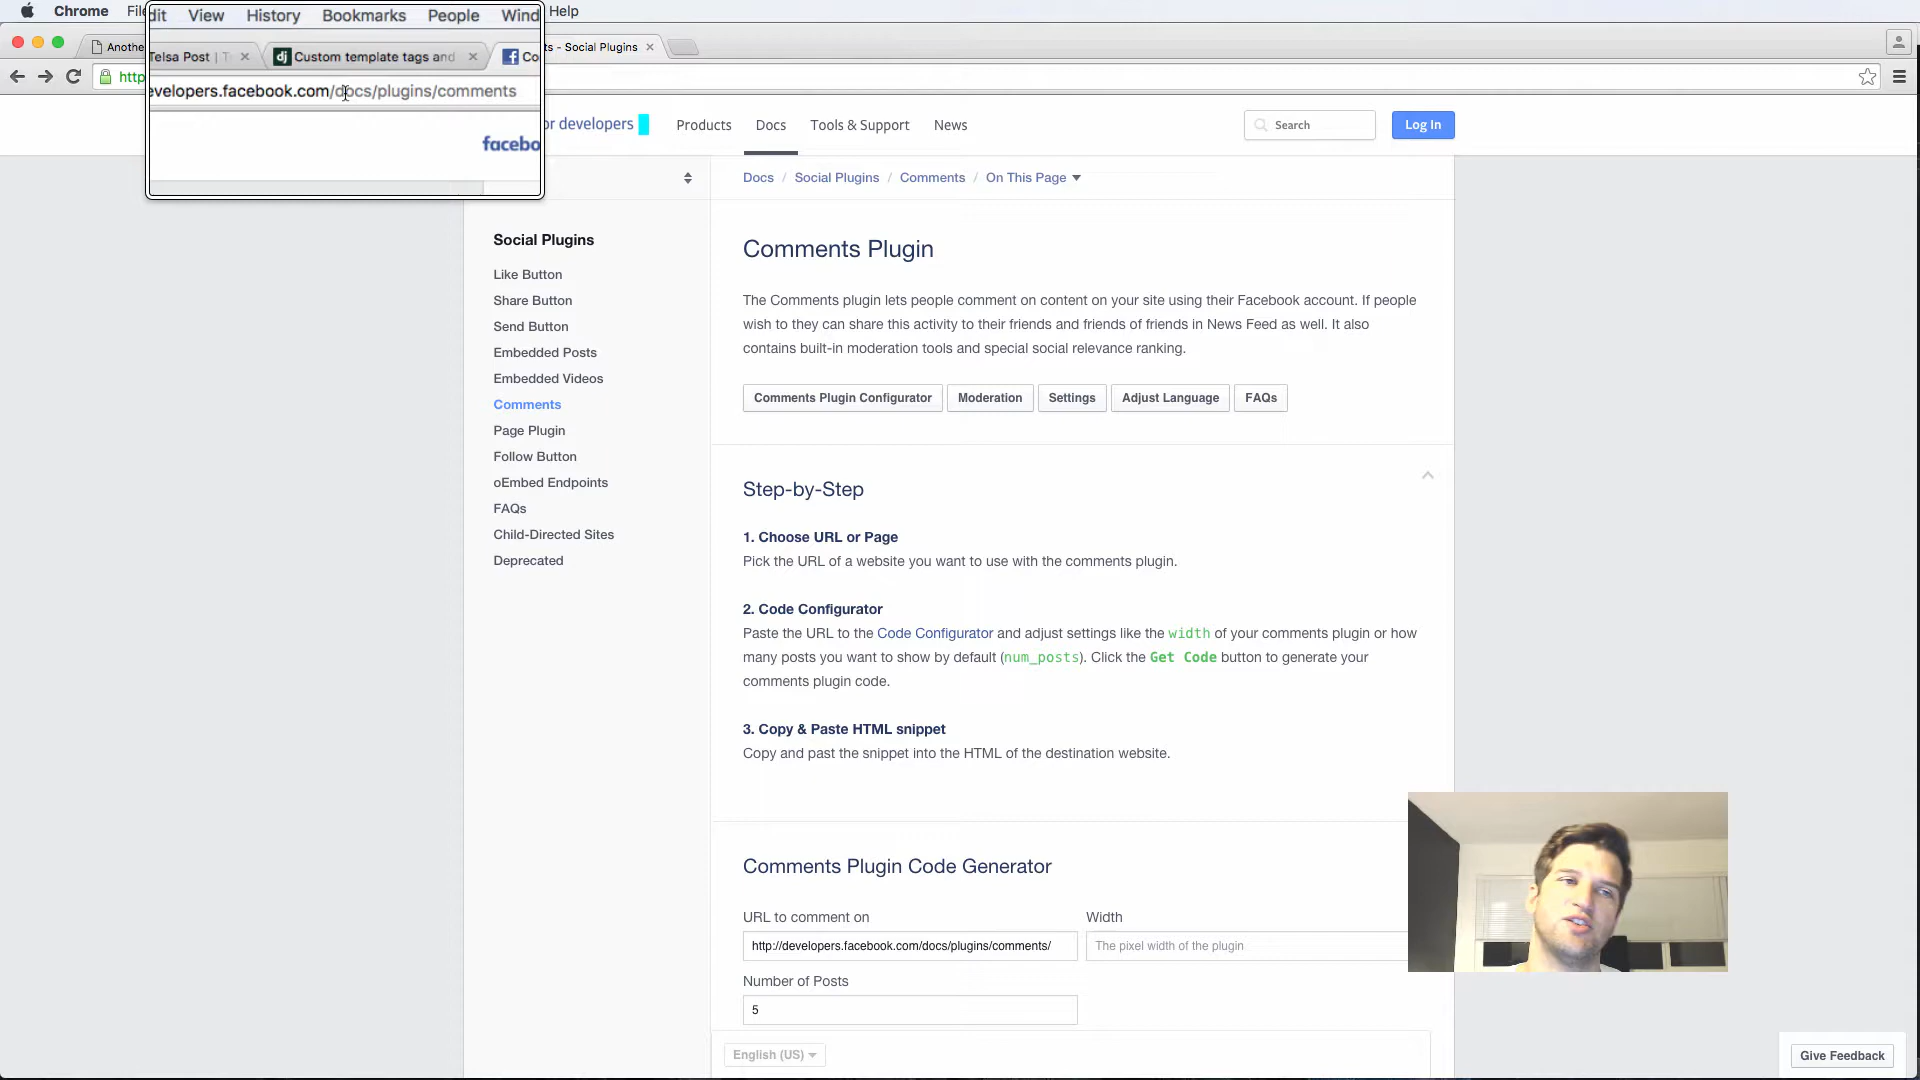 Chrome Fil dit View History Bookmarks People Wind Help
Anothe Telsa Post | T Custom template tags and Co ts - Social Plugins
http evelopers.facebook.com/docs/plugins/comments
facebo or developers Products Docs Tools & Support News Search Log In
Docs / Social Plugins / Comments / On This Page
Social Plugins
Like Button
Share Button
Send Button
Embedded Posts
Embedded Videos
Comments
Page Plugin
Follow Button
oEmbed Endpoints
FAQs
Child-Directed Sites
Deprecated
Comments Plugin
The Comments plugin lets people comment on content on your site using their Facebook account. If people
wish to they can share this activity to their friends and friends of friends in News Feed as well. It also
contains built-in moderation tools and special social relevance ranking.
Comments Plugin Configurator Moderation Settings Adjust Language FAQs
Step-by-Step
1. Choose URL or Page
Pick the URL of a website you want to use with the comments plugin.
2. Code Configurator
Paste the URL to the Code Configurator and adjust settings like the width of your comments plugin or how
many posts you want to show by default (num_posts). Click the Get Code button to generate your
comments plugin code.
3. Copy & Paste HTML snippet
Copy and past the snippet into the HTML of the destination website.
Comments Plugin Code Generator
URL to comment on Width
http://developers.facebook.com/docs/plugins/comments/ The pixel width of the plugin
Number of Posts
5
English (US)
Give Feedback